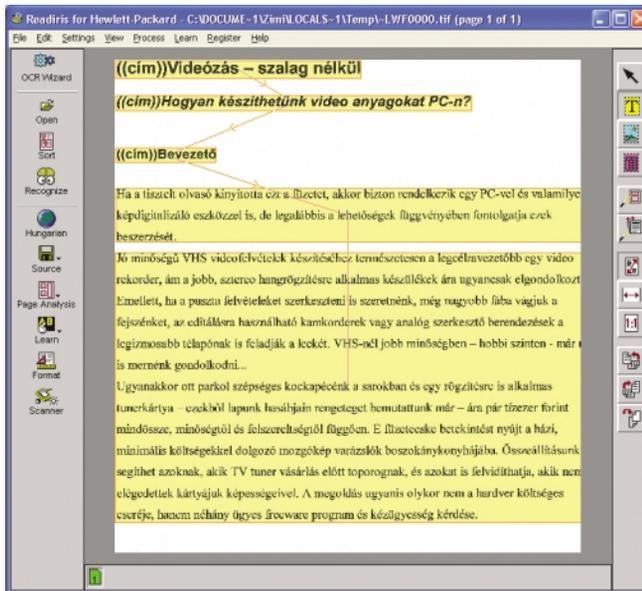 Readiris for Hewlett-Packard - C:\DOCUME~1\Zimi\LOCALS~1\Temp\~LWF0000.tif (page 1 of 1)
File Edit Settings View Process Learn Register Help
OCR Wizard
Open
Sort
Recognize
Hungarian
Source
Page Analysis
Learn
Format
Scanner
((cím))Videózás – szalag nélkül
((cím))Hogyan készíthetünk video anyagokat PC-n?
((cím))Bevezető
Ha a tisztelt olvasó kinyitotta ezt a füzetet, akkor bizton rendelkezik egy PC-vel és valamilye
képdigitalizáló eszközzel is, de legalábbis a lehetőségek függvényében fontolgatja ezek
beszerzését.
Jó minőségű VHS videofelvételek készítéséhez természetesen a legcélravezetőbb egy video
rekorder, ám a jobb, sztereo hangrögzítésre alkalmas készülékek ára ugyancsak elgondolkozt
Emellett, ha a puszta felvételeket szerkeszteni is szeretnénk, még nagyobb fába vágjuk a
fejszénket, az editálásra használható kamkorderek vagy analóg szerkesztő berendezések a
legizmosabb télapónak is feladják a leckét. VHS-nél jobb minőségben – hobbi szinten - már
is mernénk gondolkodni...
Ugyanakkor ott parkol szépséges kockapécénk a sarokban és egy rögzítésre is alkalmas
tunerkártya – ezekből lapunk hasábjain rengeteget bemutattunk már – ára pár tízezer forint
mindössze, minőségtől és felszereltségtől függően. E füzetecske betekintést nyújt a házi,
minimális költségekkel dolgozó mozgókép varázslók boszokánykonyhájába. Összeállításunk
segíthet azoknak, akik TV tuner vásárlás előtt toporognak, és azokat is felvidíthatja, akik nem
elégedettek kártyájuk képességeivel. A megoldás ugyanis olykor nem a hardver költséges
cseréje, hanem néhány ügyes freeware program és kézügyesség kérdése.
T
1:1
1